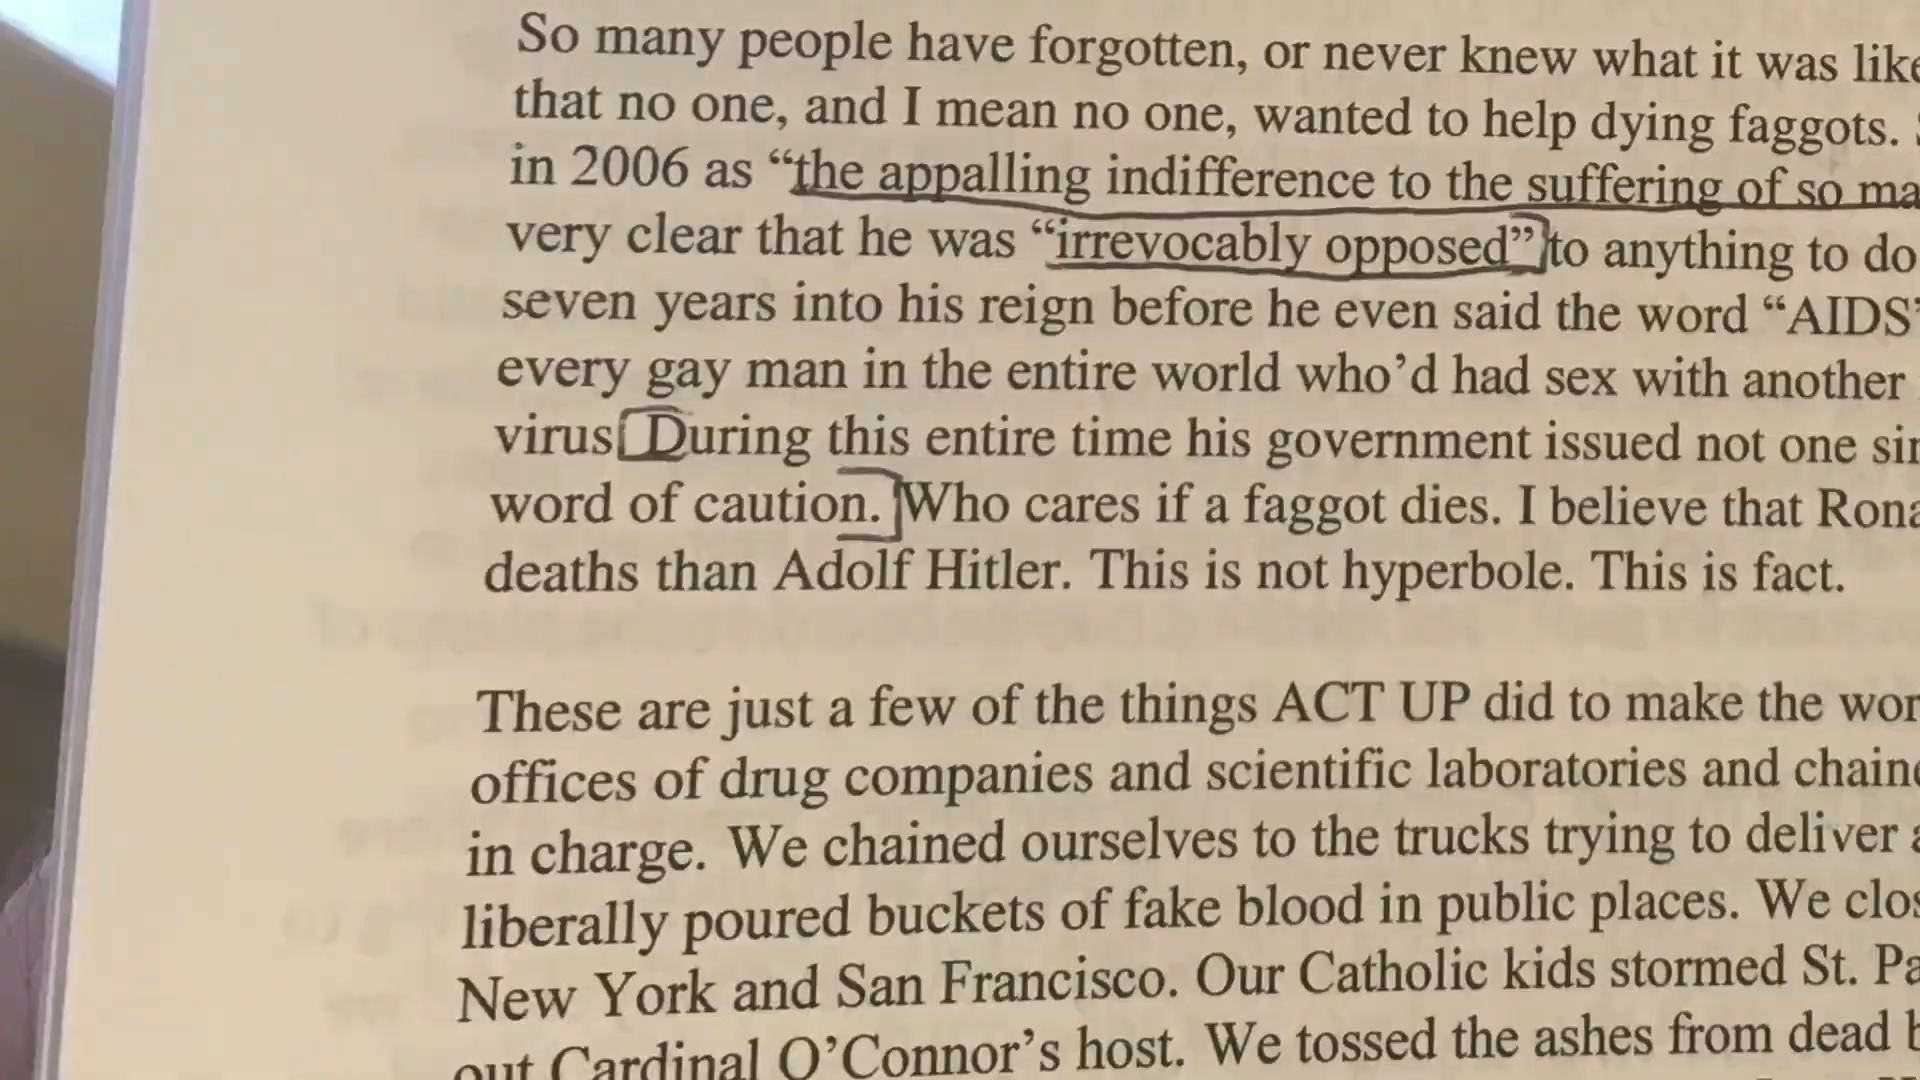 So many people have forgotten, or never knew what it was like
that no one, and I mean no one, wanted to help dying faggots.
in 2006 as “the appalling indifference to the suffering of so
very clear that he was “irrevocably opposed” to anything to do
seven years into his reign before he even said the word “AIDS”
every gay man in the entire world who’d had sex with another
virus During this entire time his government issued not one
word of caution. Who cares if a faggot dies. I believe that
deaths than Adolf Hitler. This is not hyperbole. This is fact.
These are just a few of the things ACT UP did to make the
offices of drug companies and scientific laboratories and
in charge. We chained ourselves to the trucks trying to deliver
liberally poured buckets of fake blood in public places. We
New York and San Francisco. Our Catholic kids stormed St.
out Cardinal O’Connor’s host. We tossed the ashes from dead